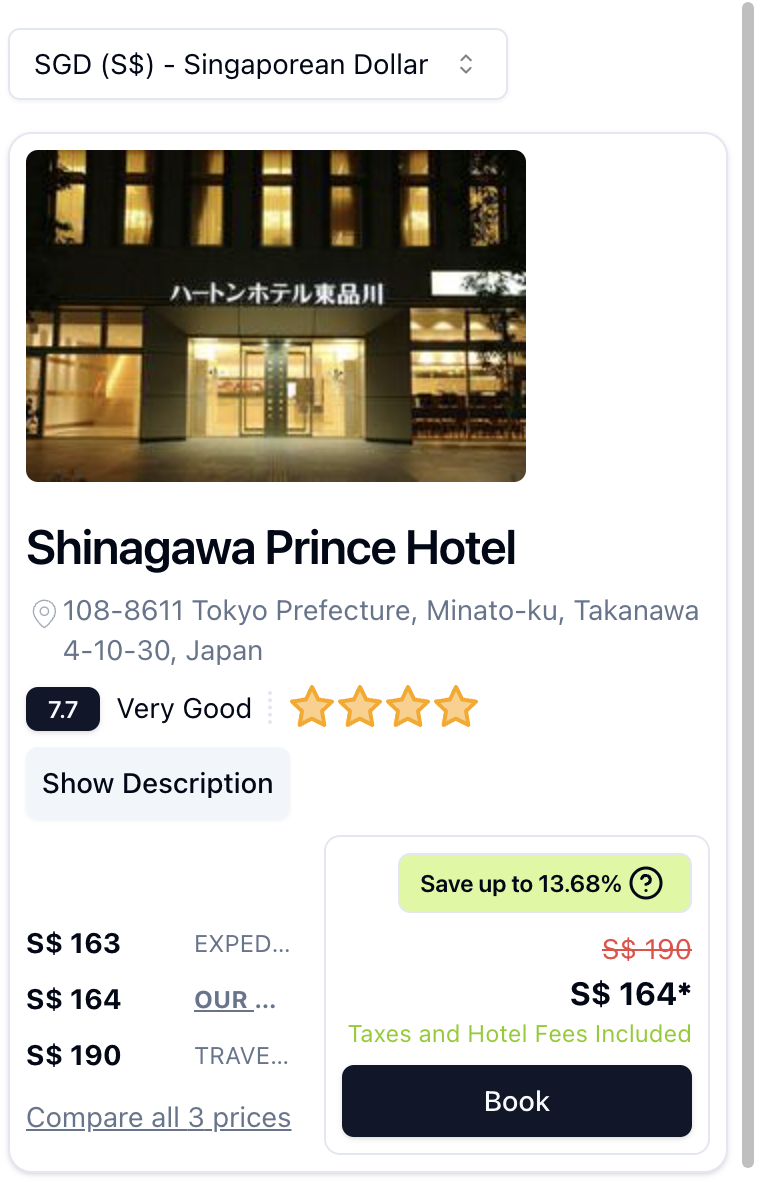 SGD (S$) - Singaporean Dollar
ハートンホテル東品川
Shinagawa Prince Hotel
108-8611 Tokyo Prefecture, Minato-ku, Takanawa
4-10-30, Japan
7.7 Very Good
Show Description
S$ 163 EXPED...
S$ 164 OUR ...
S$ 190 TRAVE...
Compare all 3 prices
Save up to 13.68% ?
S$ 190
S$ 164*
Taxes and Hotel Fees Included
Book